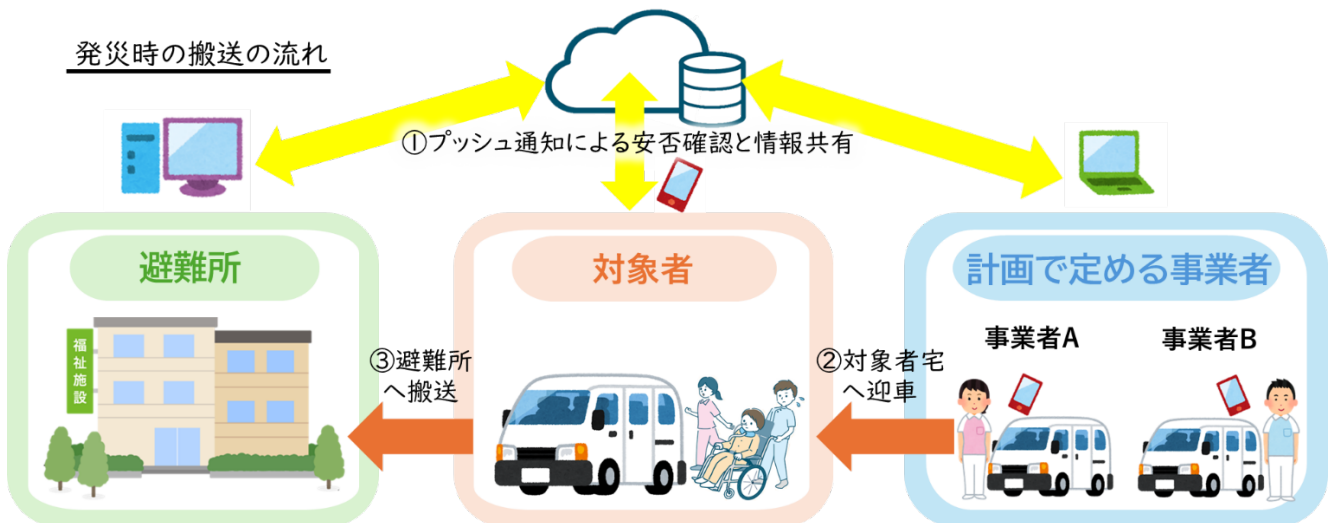 発災時の搬送の流れ
①プッシュ通知による安否確認と情報共有
避難所
対象者
計画で定める事業者
福祉施設
③避難所
へ搬送
②対象者宅
へ迎車
事業者A
事業者B